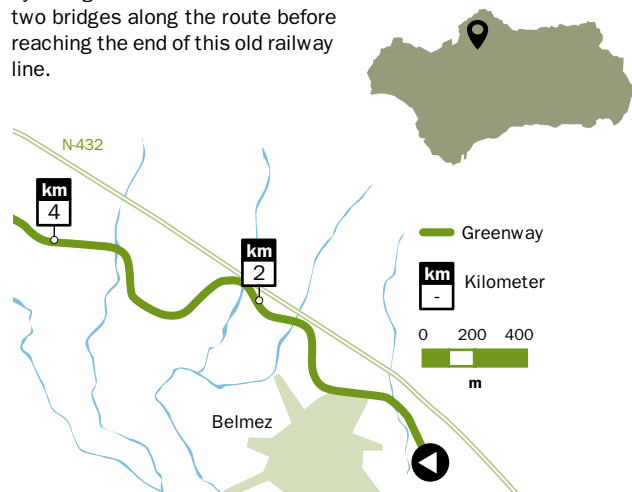 two bridges along the route before
reaching the end of this old railway
line.
N-432
km
4
km
2
Greenway
km
-
Kilometer
0 200 400
m
Belmez